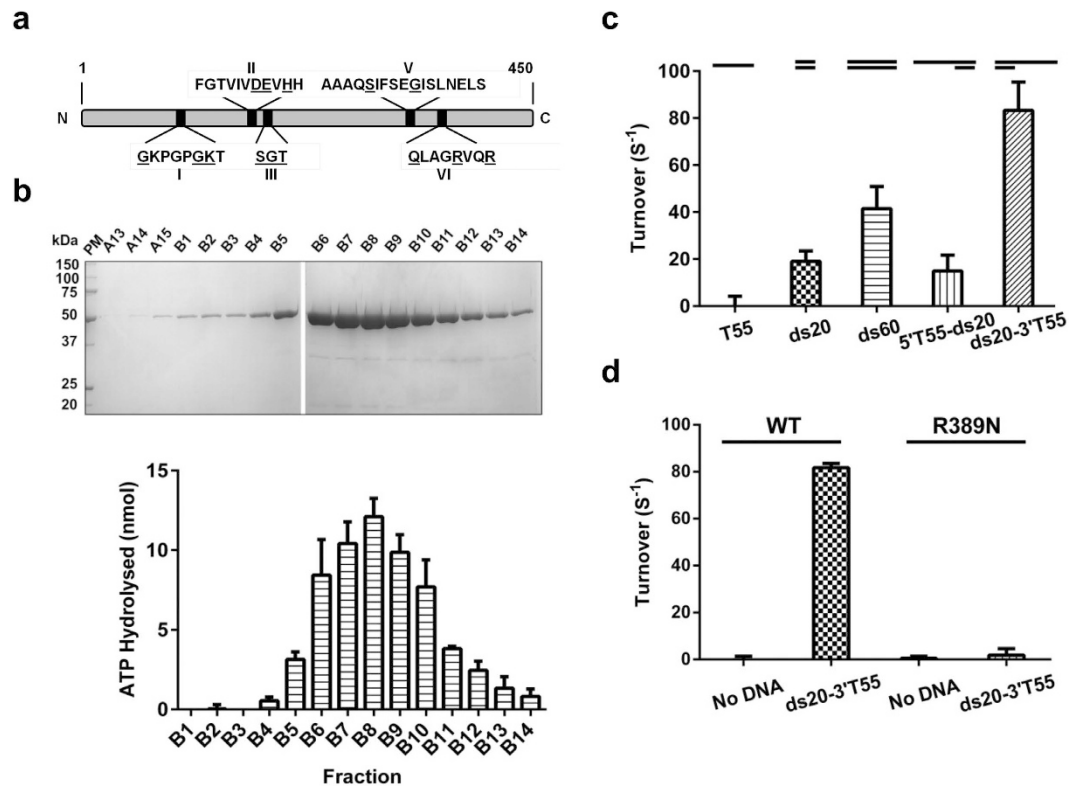 a
1 II V 450
FGTVIVDEVHH AAAQSIFSEGISLNELS
N C
GKPGPGKT SGT QLAGRVQR
I III VI
b
kDa PM A13 A14 A15 B1 B2 B3 B4 B5 B6 B7 B8 B9 B10 B11 B12 B13 B14
150
100
75
50
37
25
20
ATP Hydrolysed (nmol)
15
10
5
0
B1 B2 B3 B4 B5 B6 B7 B8 B9 B10 B11 B12 B13 B14
Fraction
c
Turnover (S-1)
100
80
60
40
20
0
T55 ds20 ds60 5'T55-ds20 ds20-3'T55
d
WT R389N
Turnover (S-1)
100
80
60
40
20
0
No DNA ds20-3'T55 No DNA ds20-3'T55